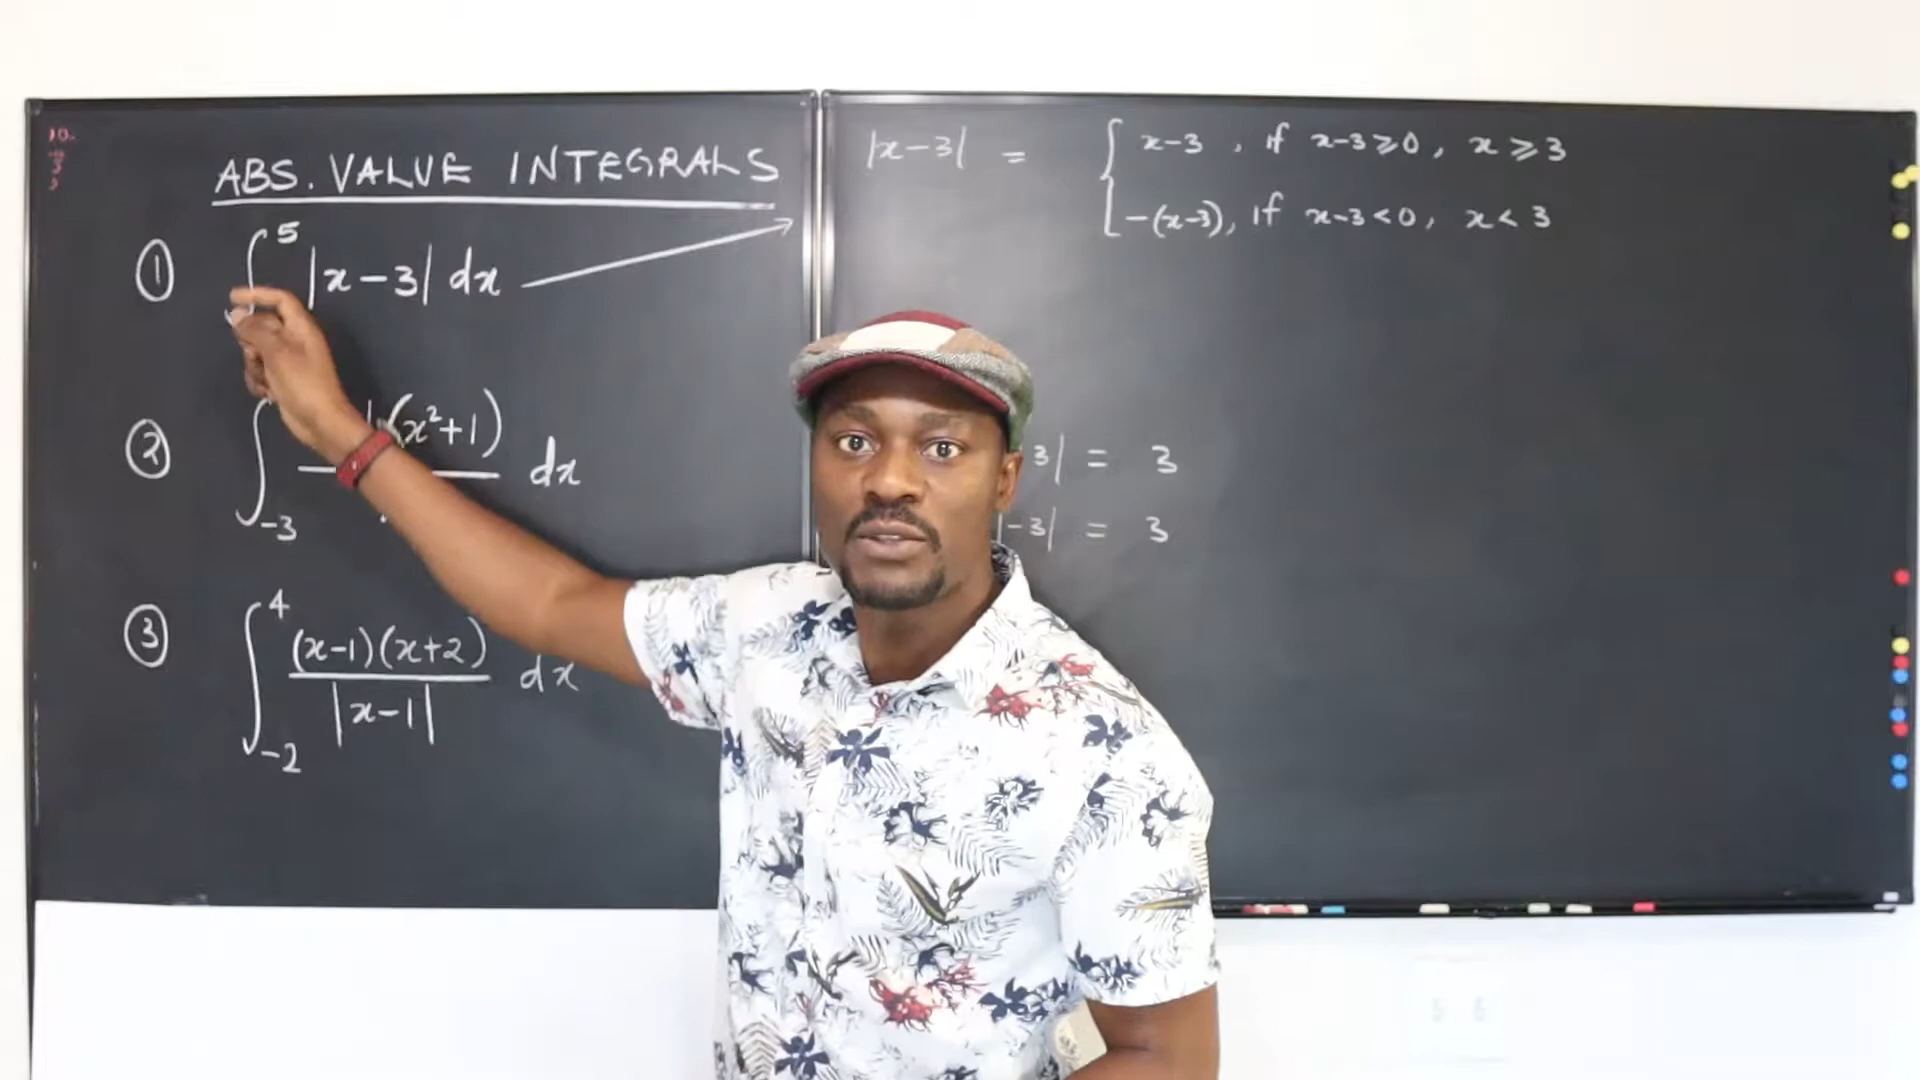 ABS. VALUE INTEGRALS
① ∫ 5 |x-3| dx
② ∫ -3 (x²+1) dx
③ ∫ 4 -2 (x-1)(x+2) / |x-1| dx
|x-3| = { x-3, if x-3⩾0, x⩾3
-(x-3), if x-3<0, x<3
3| = 3
|-3| = 3